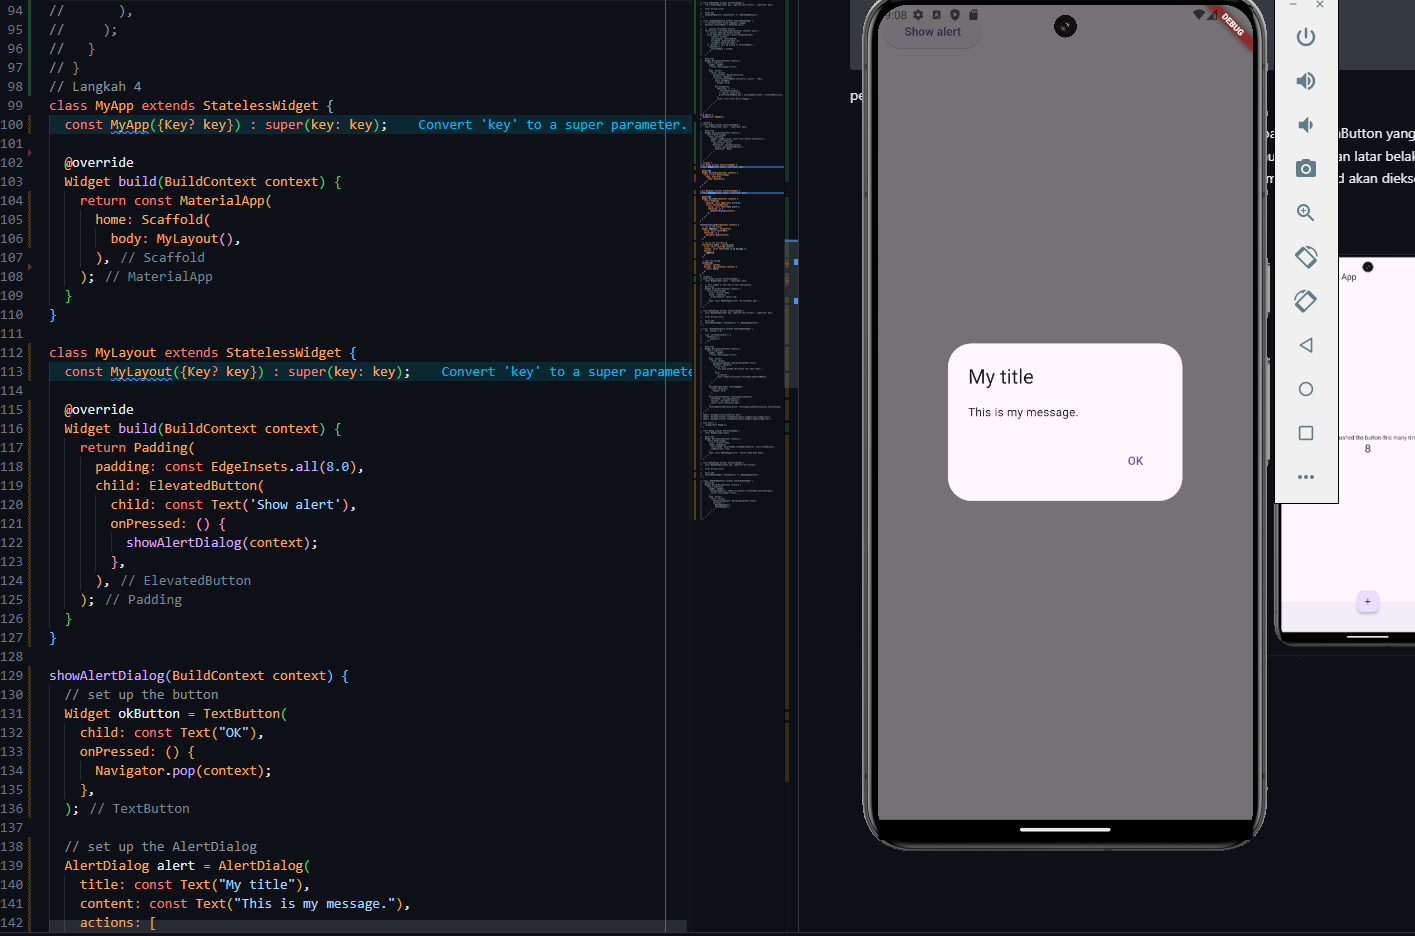 94 //       ),
95 //     );
96 //   }
97 // }
98 // Langkah 4
99 class MyApp extends StatelessWidget {
100   const MyApp({Key? key}) : super(key: key);    Convert 'key' to a super parameter.
101
102   @override
103   Widget build(BuildContext context) {
104     return const MaterialApp(
105       home: Scaffold(
106         body: MyLayout(),
107       ), // Scaffold
108     ); // MaterialApp
109   }
110 }
111
112 class MyLayout extends StatelessWidget {
113   const MyLayout({Key? key}) : super(key: key);    Convert 'key' to a super paramete
114
115   @override
116   Widget build(BuildContext context) {
117     return Padding(
118       padding: const EdgeInsets.all(8.0),
119       child: ElevatedButton(
120         child: const Text('Show alert'),
121         onPressed: () {
122           showAlertDialog(context);
123         },
124       ), // ElevatedButton
125     ); // Padding
126   }
127 }
128
129 showAlertDialog(BuildContext context) {
130   // set up the button
131   Widget okButton = TextButton(
132     child: const Text("OK"),
133     onPressed: () {
134       Navigator.pop(context);
135     },
136   ); // TextButton
137
138   // set up the AlertDialog
139   AlertDialog alert = AlertDialog(
140     title: const Text("My title"),
141     content: const Text("This is my message."),
142     actions: [
9:08
DEBUG
Show alert
My title
This is my message.
OK
pe
Button yang
an latar belak
d akan diekse
App
ushed the button this many tim
8
+